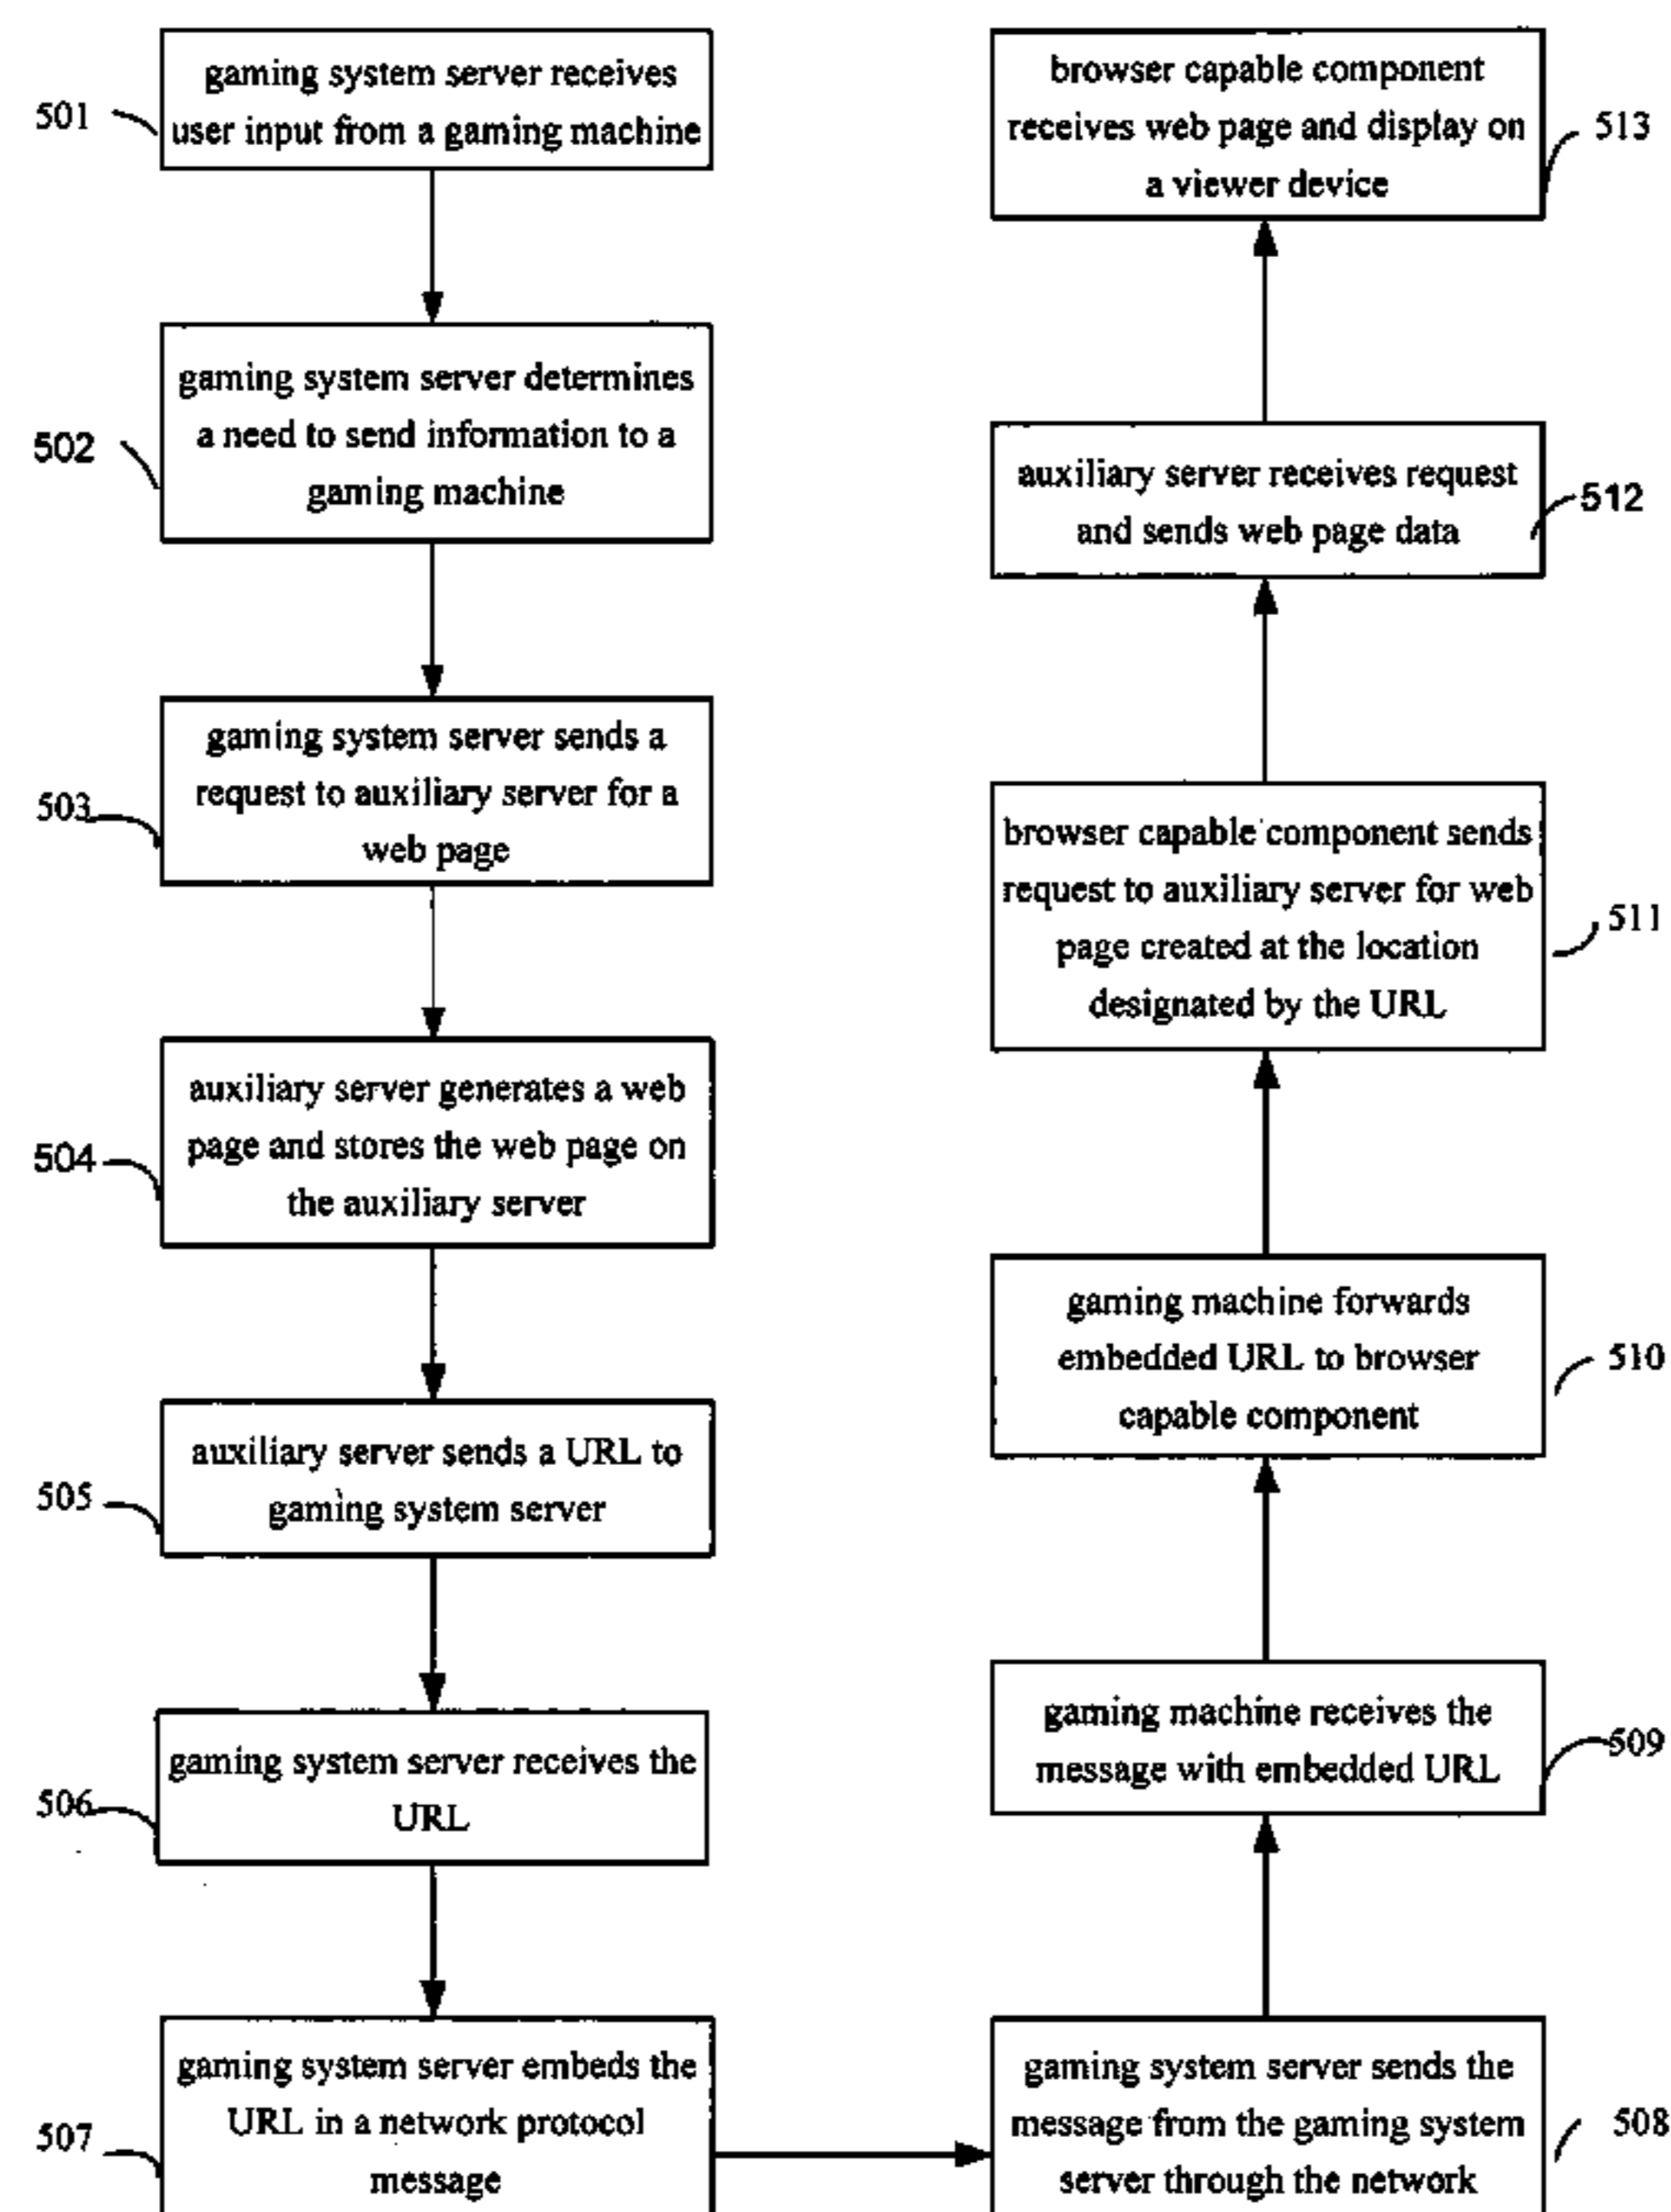 501
gaming system server receives
user input from a gaming machine
502
gaming system server determines
a need to send information to a
gaming machine
503
gaming system server sends a
request to auxiliary server for a
web page
504
auxiliary server generates a web
page and stores the web page on
the auxiliary server
505
auxiliary server sends a URL to
gaming system server
506
gaming system server receives the
URL
507
gaming system server embeds the
URL in a network protocol
message
gaming system server sends the
message from the gaming system
server through the network
508
gaming machine receives the
message with embedded URL
509
gaming machine forwards
embedded URL to browser
capable component
510
browser capable component sends
request to auxiliary server for web
page created at the location
designated by the URL
511
auxiliary server receives request
and sends web page data
512
browser capable component
receives web page and display on
a viewer device
513